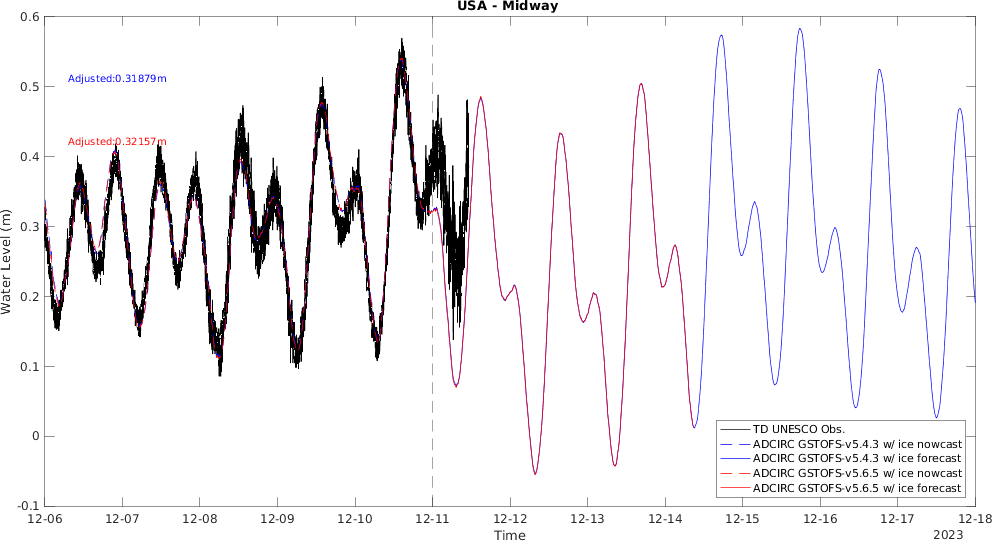 USA - Midway
0.6
0.5
0.4
0.3
0.2
0.1
0
-0.1
Water Level (m)
Adjusted:0.31879m
Adjusted:0.32157m
TD UNESCO Obs.
ADCIRC GSTOFS-v5.4.3 w/ ice nowcast
ADCIRC GSTOFS-v5.4.3 w/ ice forecast
ADCIRC GSTOFS-v5.6.5 w/ ice nowcast
ADCIRC GSTOFS-v5.6.5 w/ ice forecast
12-06 12-07 12-08 12-09 12-10 12-11 12-12 12-13 12-14 12-15 12-16 12-17 12-18
Time
2023